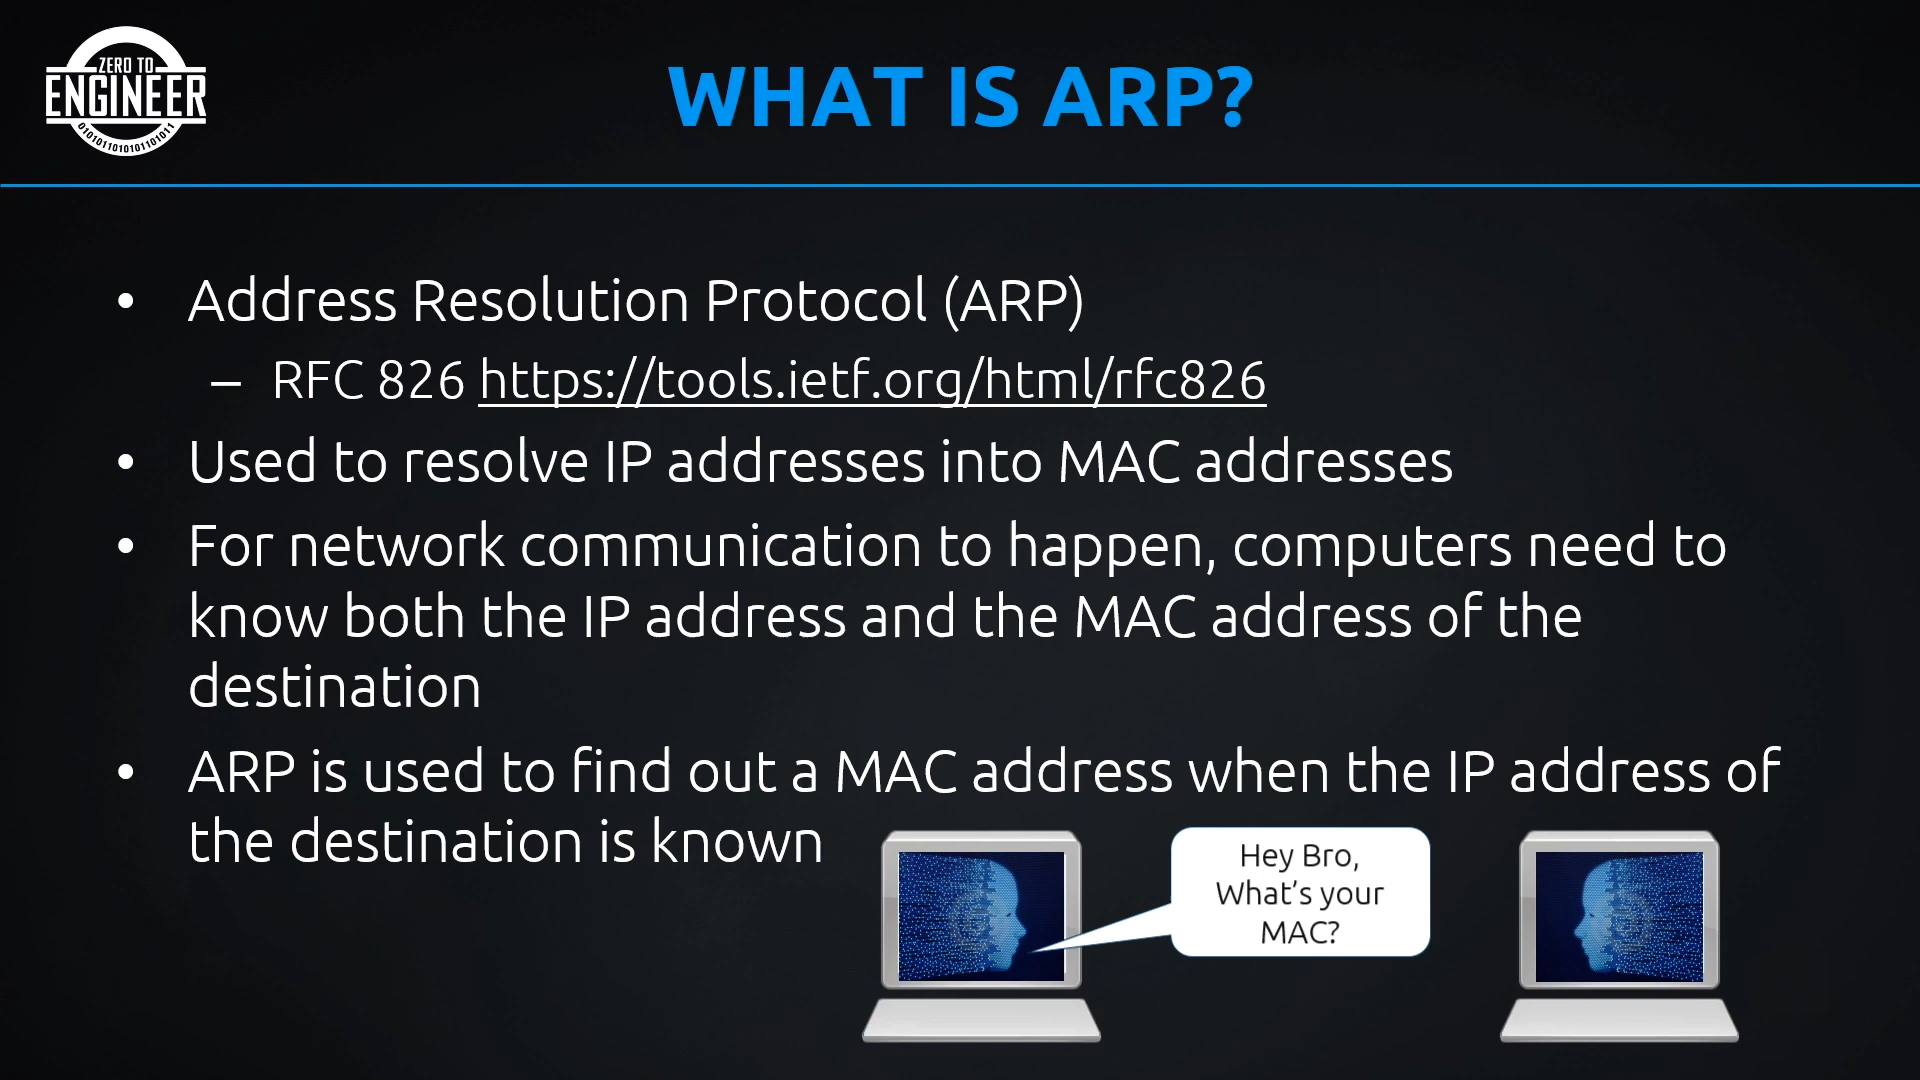 ZERO TO
ENGINEER
010101101010110101011
WHAT IS ARP?
• Address Resolution Protocol (ARP)
– RFC 826 https://tools.ietf.org/html/rfc826
• Used to resolve IP addresses into MAC addresses
• For network communication to happen, computers need to
know both the IP address and the MAC address of the
destination
• ARP is used to find out a MAC address when the IP address of
the destination is known
Hey Bro,
What’s your
MAC?